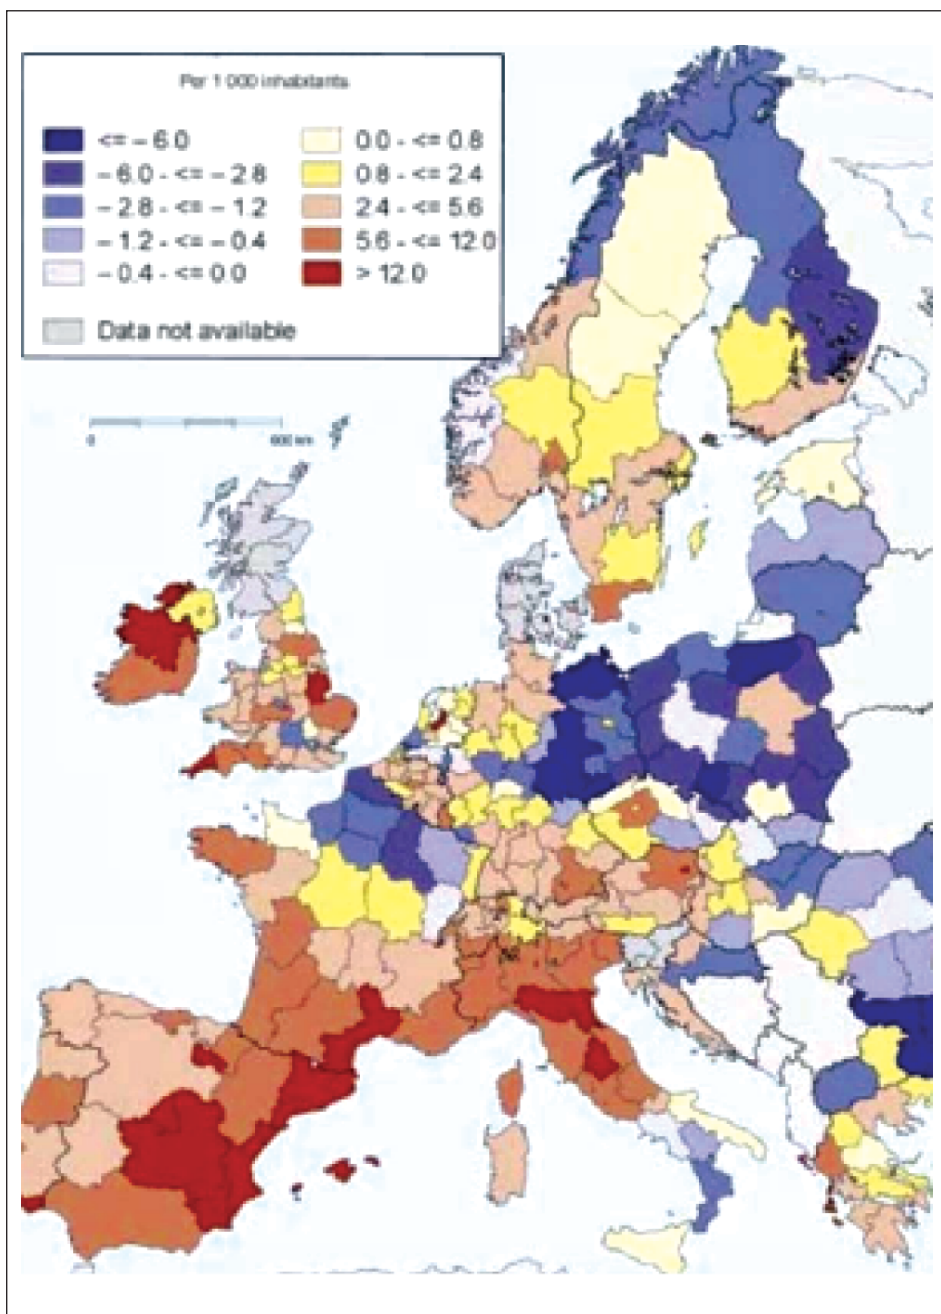 Per 1 000 inhabitants
<= – 6.0
– 6.0 - <= – 2.8
– 2.8 - <= – 1.2
– 1.2 - <= – 0.4
– 0.4 - <= 0.0
0.0 - <= 0.8
0.8 - <= 2.4
2.4 - <= 5.6
5.6 - <= 12.0
> 12.0
Data not available
0 600 km